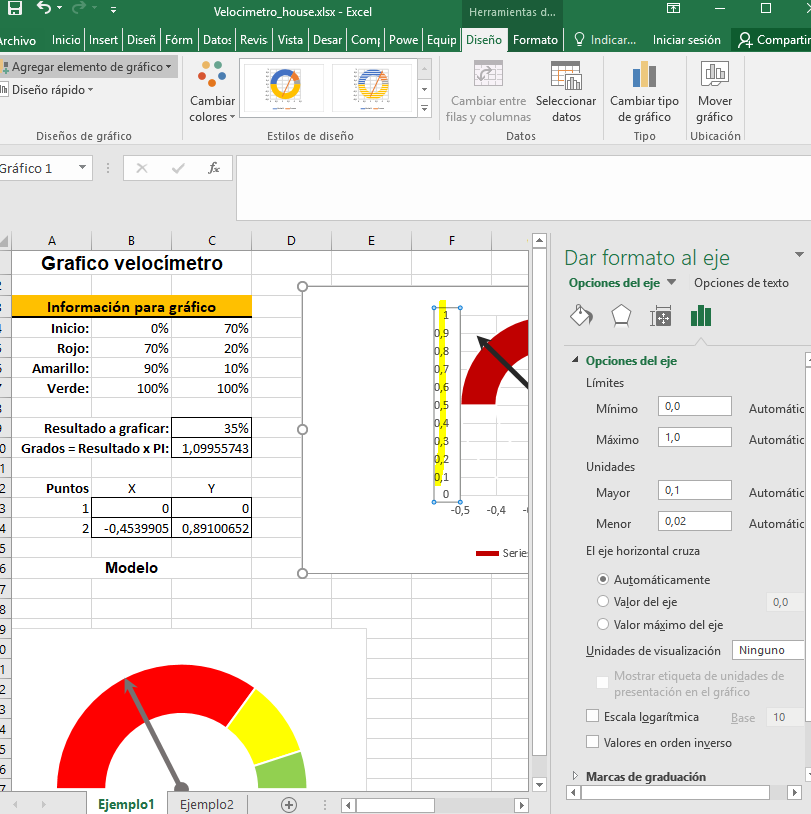 Velocimetro_house.xlsx - Excel
Herramientas d...
Archivo Inicio Insert Diseñ Fórm Datos Revis Vista Desar Comp Powe Equip Diseño Formato Indicar... Iniciar sesión Compartir
Agregar elemento de gráfico
Diseño rápido
Cambiar colores
Cambiar entre filas y columnas
Seleccionar datos
Cambiar tipo de gráfico
Mover gráfico
Diseños de gráfico
Estilos de diseño
Datos
Tipo
Ubicación
Gráfico 1
fx
A B C D E F
Grafico velocímetro
Información para gráfico
Inicio: 0% 70%
Rojo: 70% 20%
Amarillo: 90% 10%
Verde: 100% 100%
Resultado a graficar: 35%
Grados = Resultado x PI: 1,09955743
Puntos X Y
1 0 0
2 -0,4539905 0,89100652
Modelo
1
0,9
0,8
0,7
0,6
0,5
0,4
0,3
0,2
0,1
0
-0,5 -0,4
Series
Dar formato al eje
Opciones del eje Opciones de texto
Opciones del eje
Límites
Mínimo 0,0 Automátic
Máximo 1,0 Automátic
Unidades
Mayor 0,1 Automátic
Menor 0,02 Automátic
El eje horizontal cruza
Automáticamente
Valor del eje 0,0
Valor máximo del eje
Unidades de visualización Ninguno
Mostrar etiqueta de unidades de
presentación en el gráfico
Escala logarítmica Base 10
Valores en orden inverso
Marcas de graduación
Ejemplo1 Ejemplo2